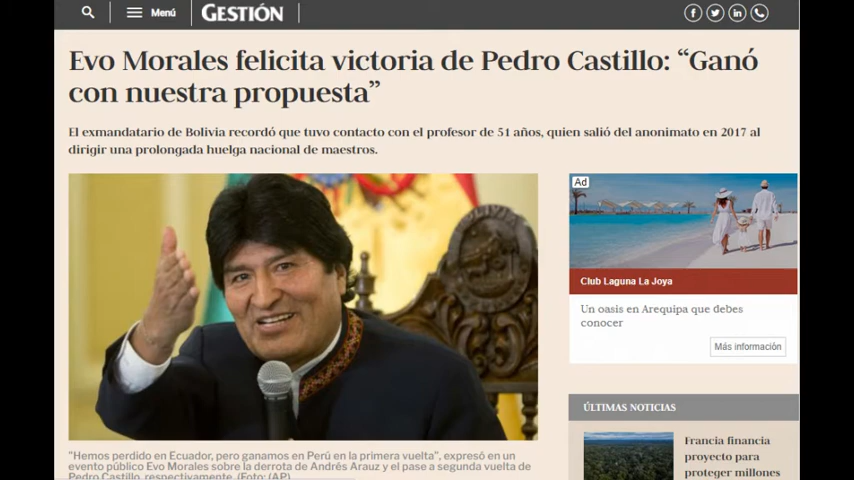 Menú
GESTIÓN
Evo Morales felicita victoria de Pedro Castillo: “Ganó
con nuestra propuesta”
El exmandatario de Bolivia recordó que tuvo contacto con el profesor de 51 años, quien salió del anonimato en 2017 al
dirigir una prolongada huelga nacional de maestros.
Ad
Club Laguna La Joya
Un oasis en Arequipa que debes
conocer
Más información
"Hemos perdido en Ecuador, pero ganamos en Perú en la primera vuelta", expresó en un
evento público Evo Morales sobre la derrota de Andrés Arauz y el pase a segunda vuelta de
Pedro Castillo, respectivamente. (Foto: (AP)
ÚLTIMAS NOTICIAS
Francia financia
proyecto para
proteger millones